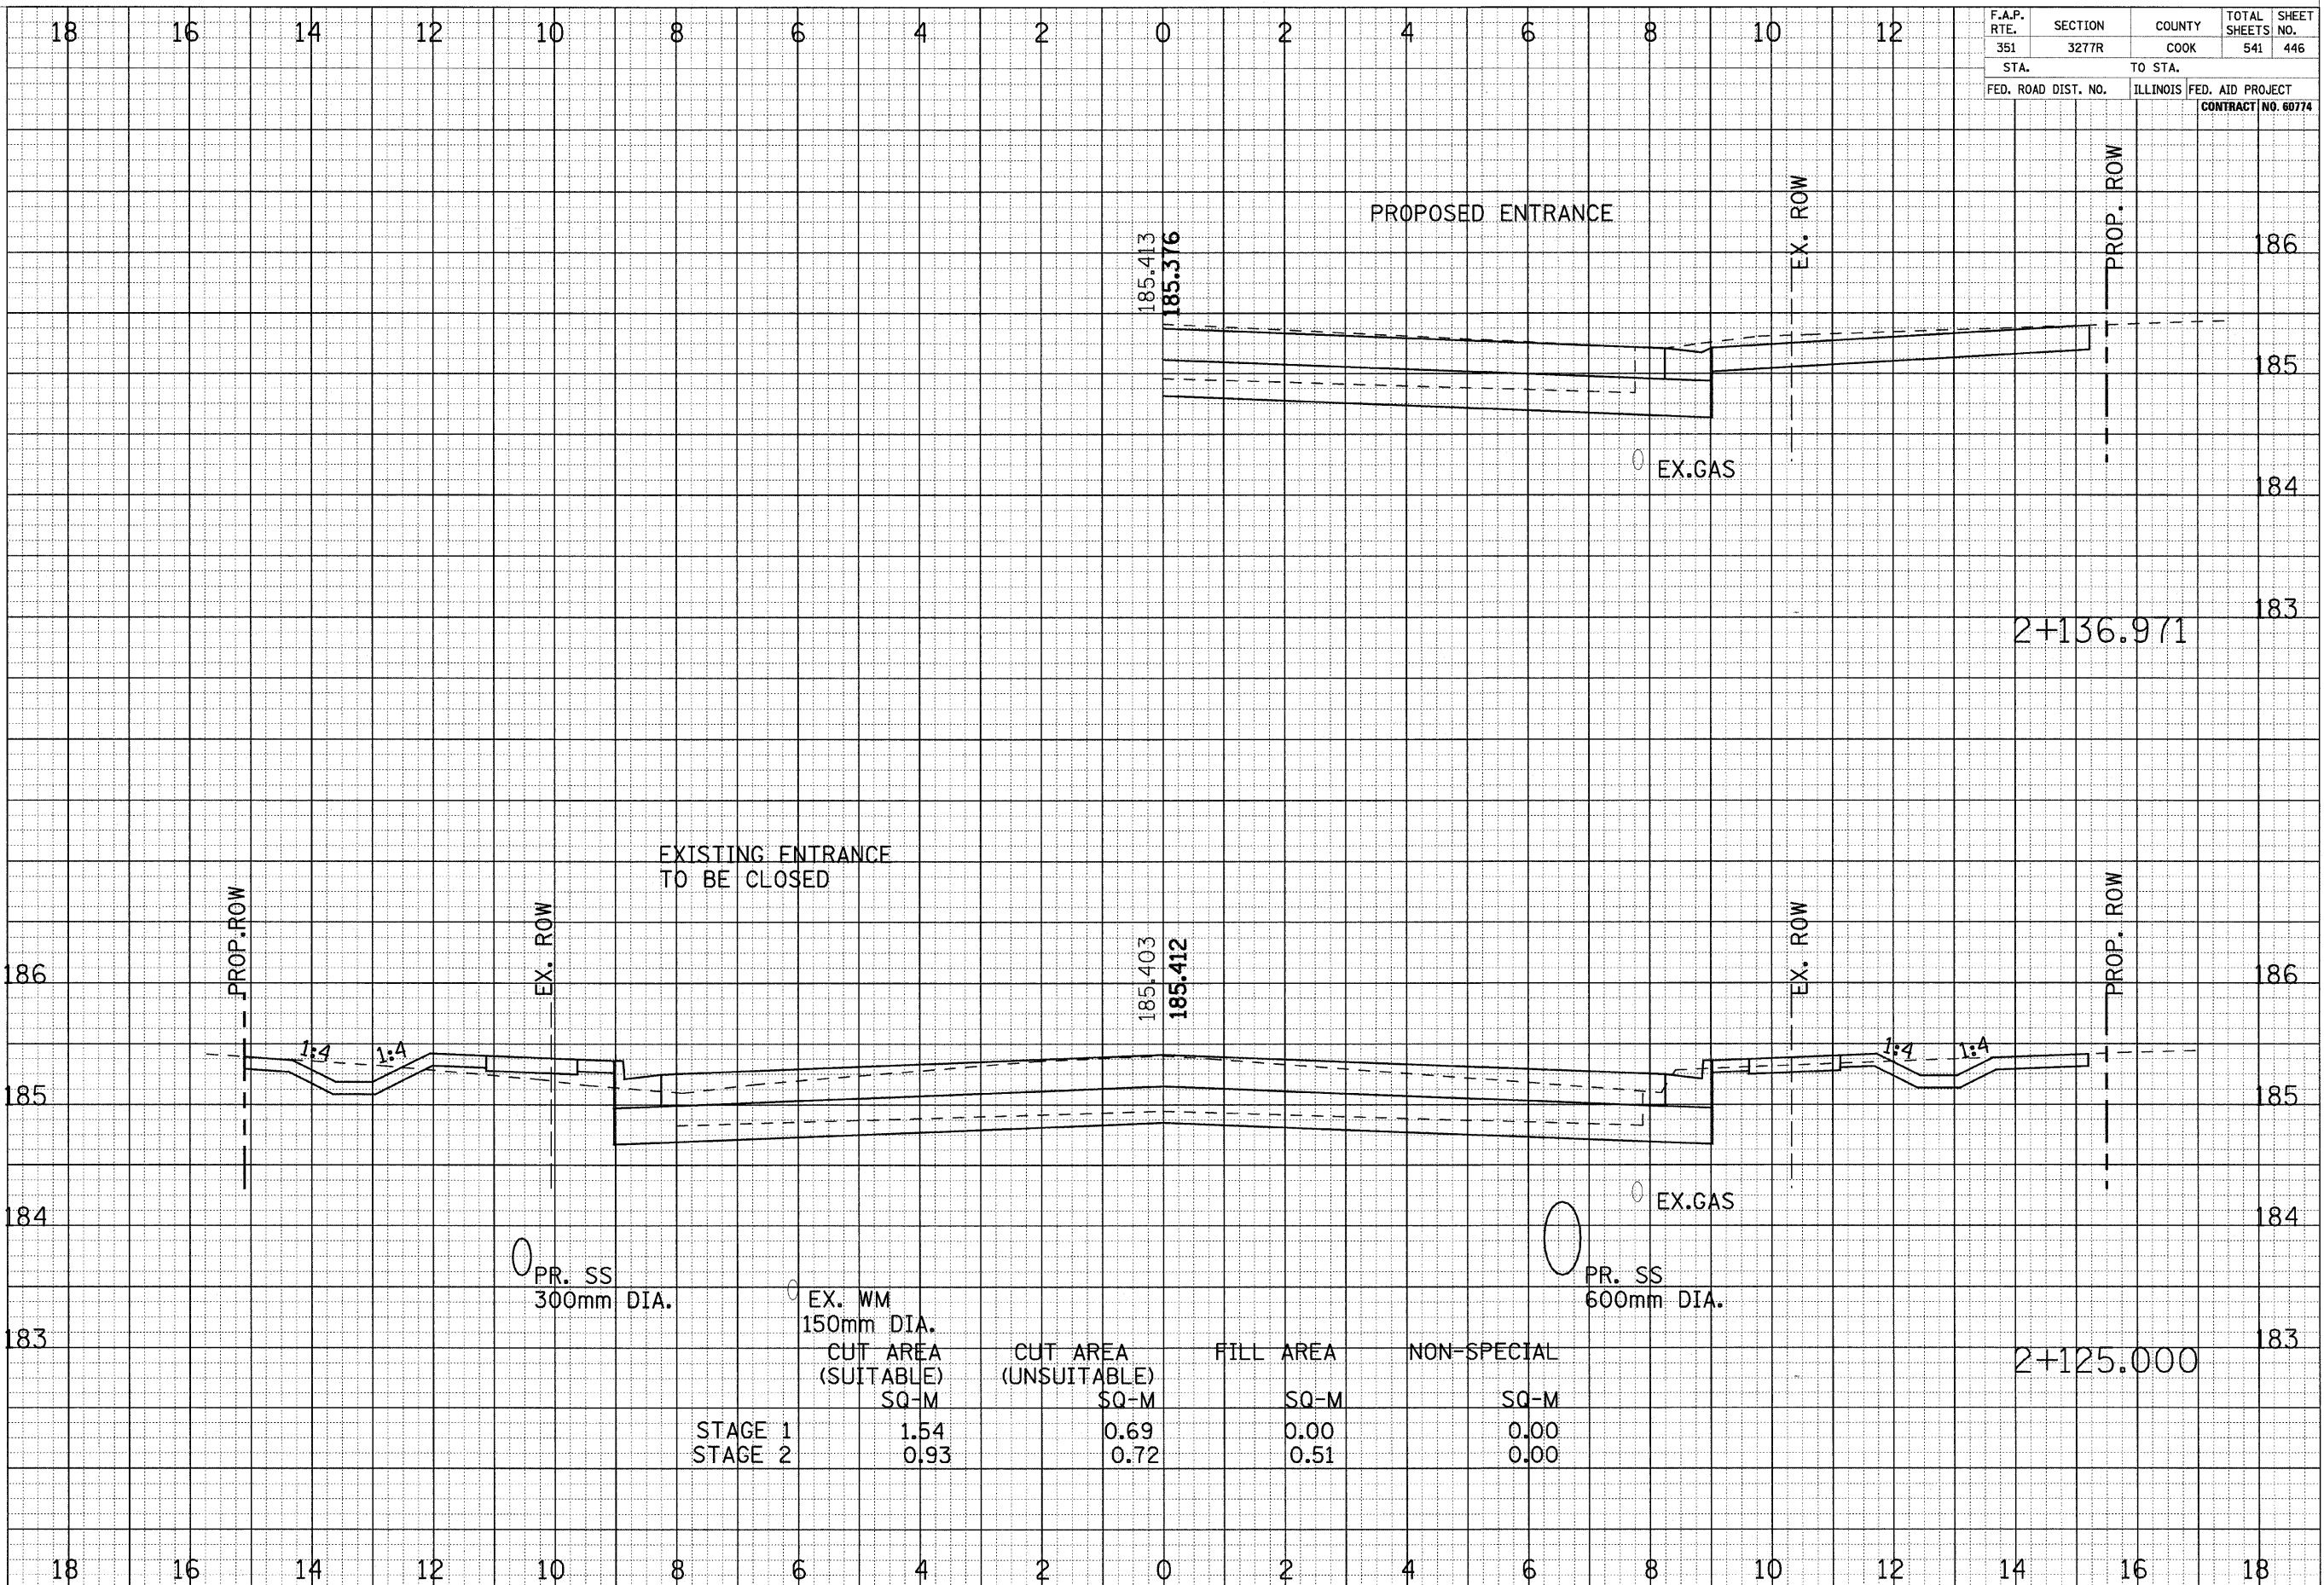 18 16 14 12 10 8 6 4 2 0 2 4 6 8 10 12
F.A.P. RTE. SECTION COUNTY TOTAL SHEETS SHEET NO.
351 3277R COOK 541 446
STA. TO STA.
FED. ROAD DIST. NO. ILLINOIS FED. AID PROJECT
CONTRACT NO. 60774
PROPOSED ENTRANCE
185.413
185.376
EX. ROW
PROP. ROW
186
185
EX.GAS
184
183
2+136.971
EXISTING ENTRANCE
TO BE CLOSED
PROP.ROW
EX. ROW
185.403
185.412
EX. ROW
PROP. ROW
186 186
1:4 1:4 1:4 1:4
185 185
EX.GAS
184 184
PR. SS
300mm DIA.
EX. WM
150mm DIA.
PR. SS
600mm DIA.
183 183
2+125.000
CUT AREA CUT AREA FILL AREA NON-SPECIAL
(SUITABLE) (UNSUITABLE)
SQ-M SQ-M SQ-M SQ-M
STAGE 1 1.54 0.69 0.00 0.00
STAGE 2 0.93 0.72 0.51 0.00
18 16 14 12 10 8 6 4 2 0 2 4 6 8 10 12 14 16 18